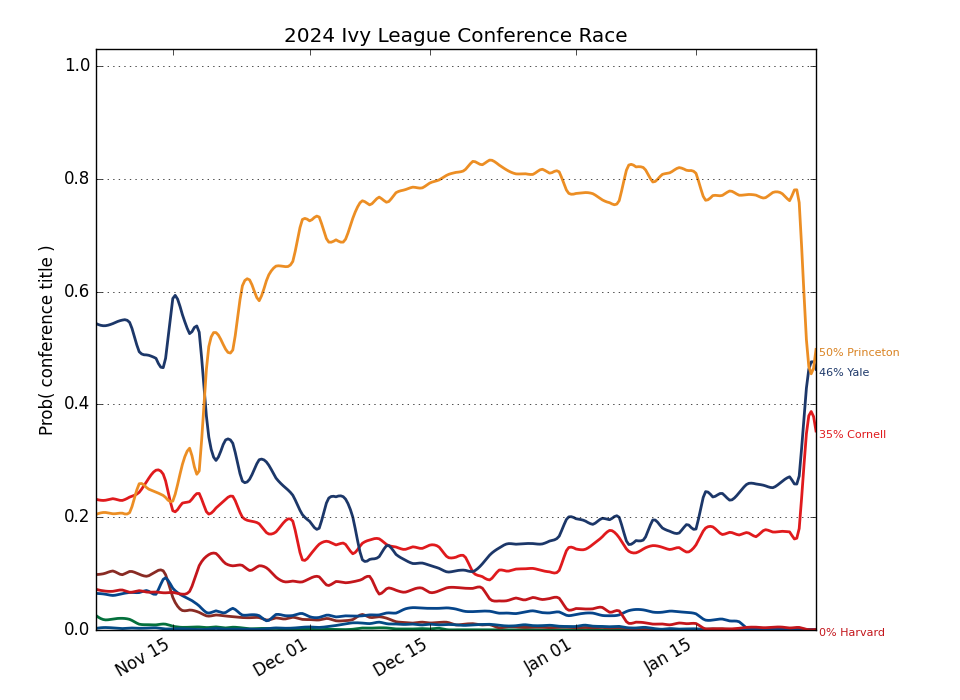 2024 Ivy League Conference Race
Prob( conference title )
1.0
0.8
0.6
0.4
0.2
0.0
50% Princeton
46% Yale
35% Cornell
0% Harvard
Nov 15
Dec 01
Dec 15
Jan 01
Jan 15